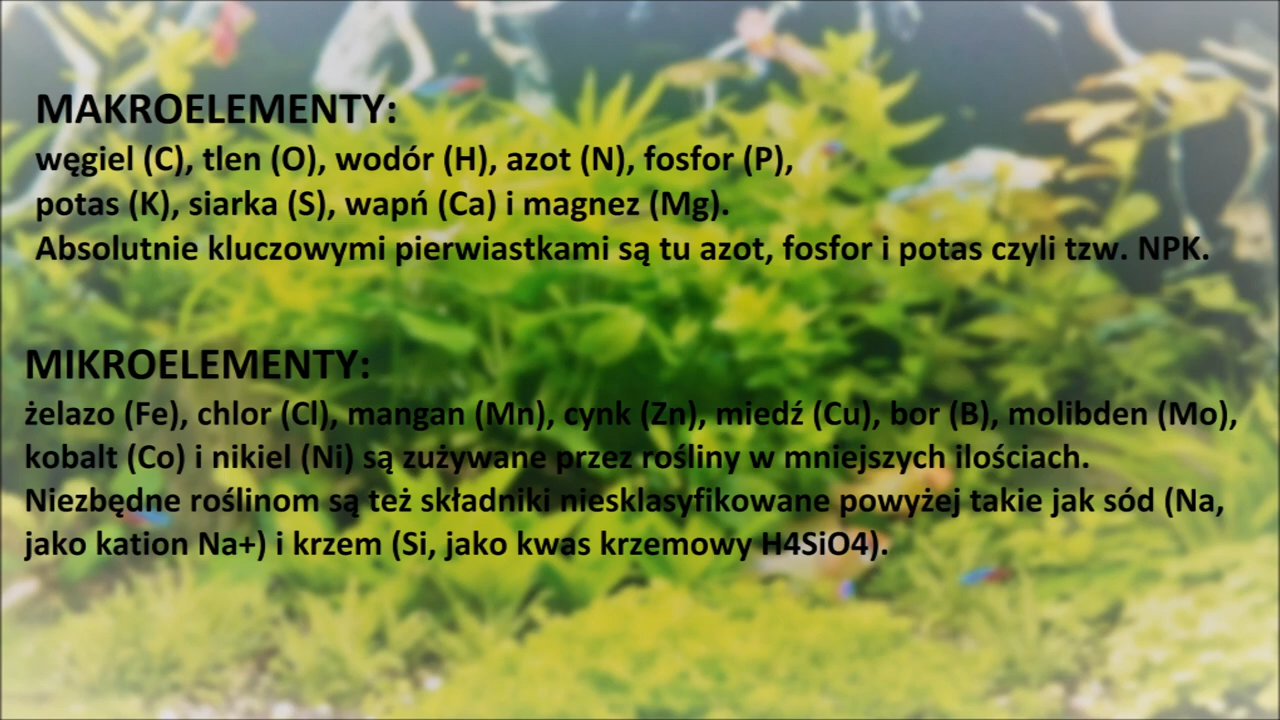 MAKROELEMENTY:
węgiel (C), tlen (O), wodór (H), azot (N), fosfor (P),
potas (K), siarka (S), wapń (Ca) i magnez (Mg).
Absolutnie kluczowymi pierwiastkami są tu azot, fosfor i potas czyli tzw. NPK.
MIKROELEMENTY:
żelazo (Fe), chlor (Cl), mangan (Mn), cynk (Zn), miedź (Cu), bor (B), molibden (Mo),
kobalt (Co) i nikiel (Ni) są zużywane przez rośliny w mniejszych ilościach.
Niezbędne roślinom są też składniki niesklasyfikowane powyżej takie jak sód (Na,
jako kation Na+) i krzem (Si, jako kwas krzemowy H4SiO4).